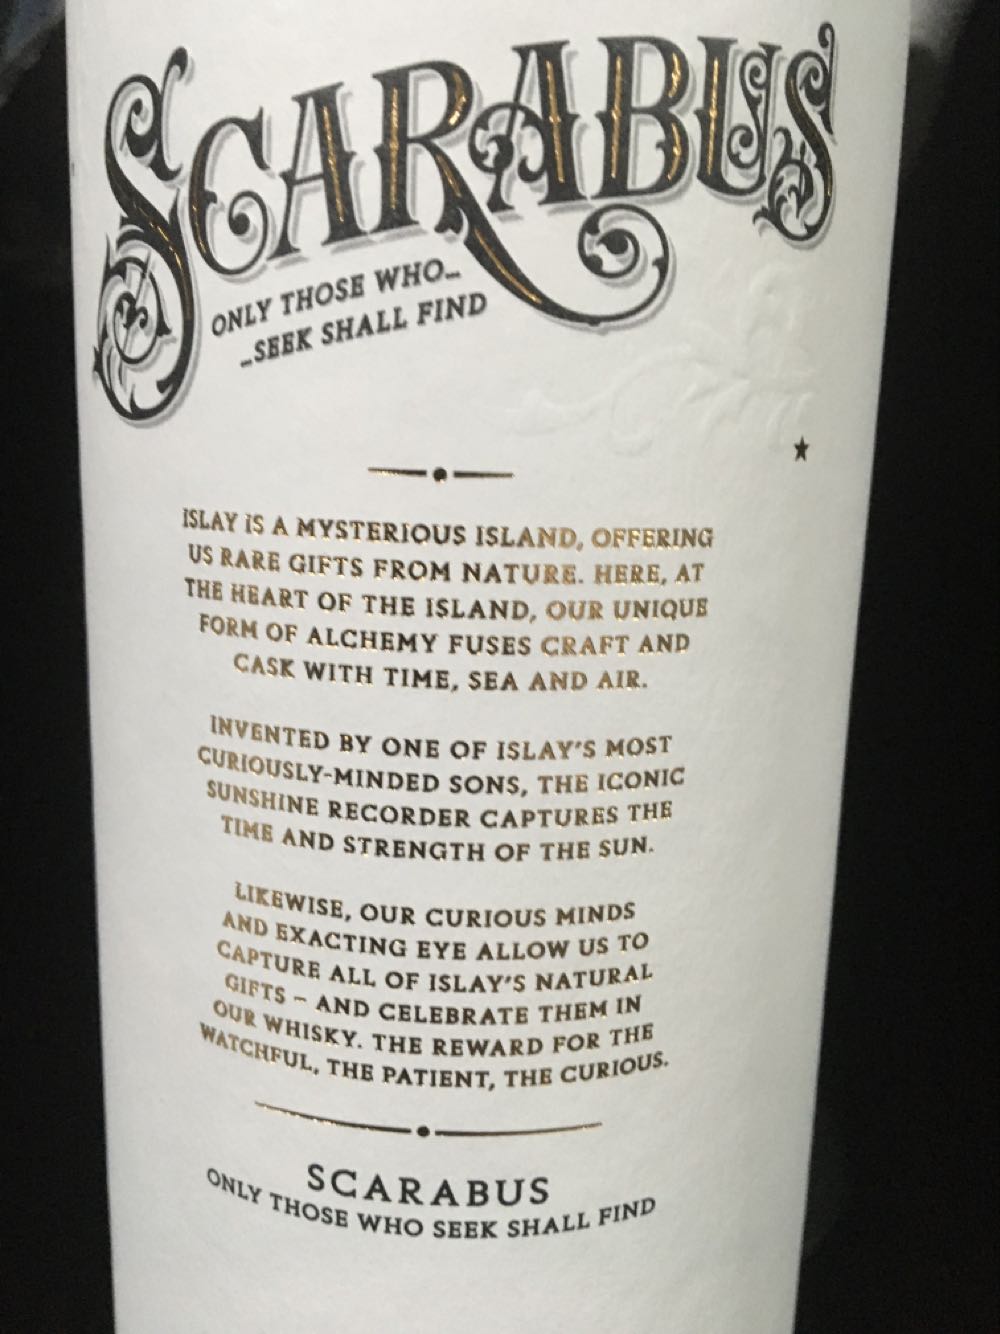 SCARABUS
ONLY THOSE WHO...
...SEEK SHALL FIND
ISLAY IS A MYSTERIOUS ISLAND, OFFERING
US RARE GIFTS FROM NATURE. HERE, AT
THE HEART OF THE ISLAND, OUR UNIQUE
FORM OF ALCHEMY FUSES CRAFT AND
CASK WITH TIME, SEA AND AIR.
INVENTED BY ONE OF ISLAY'S MOST
CURIOUSLY-MINDED SONS, THE ICONIC
SUNSHINE RECORDER CAPTURES THE
TIME AND STRENGTH OF THE SUN.
LIKEWISE, OUR CURIOUS MINDS
AND EXACTING EYE ALLOW US TO
CAPTURE ALL OF ISLAY'S NATURAL
GIFTS – AND CELEBRATE THEM IN
OUR WHISKY. THE REWARD FOR THE
WATCHFUL, THE PATIENT, THE CURIOUS.
SCARABUS
ONLY THOSE WHO SEEK SHALL FIND